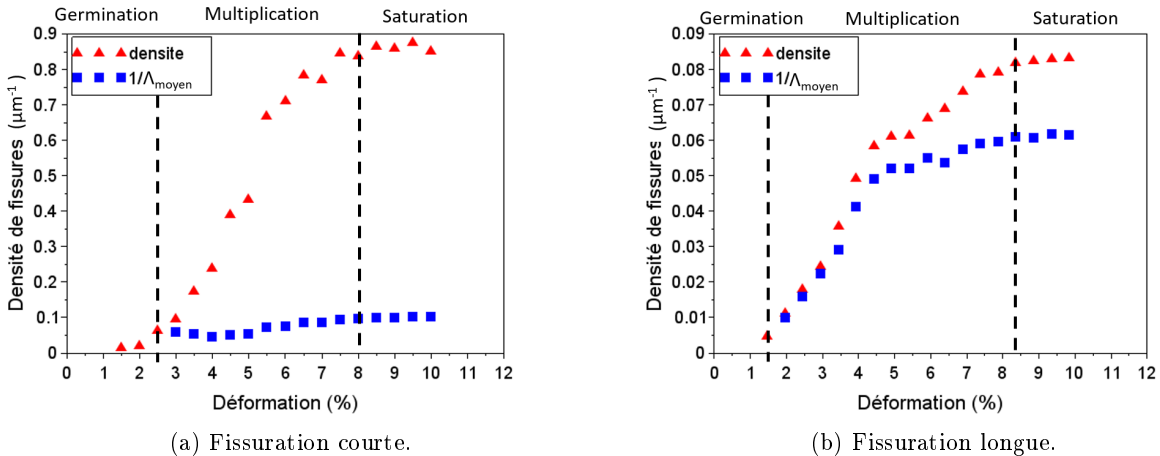 Germination Multiplication Saturation
densite
1/Λmoyen
Densité de fissures (µm⁻¹)
0.9
0.8
0.7
0.6
0.5
0.4
0.3
0.2
0.1
0
0 1 2 3 4 5 6 7 8 9 10 11 12
Déformation (%)
(a) Fissuration courte.
Germination Multiplication Saturation
densite
1/Λmoyen
Densité de fissures (µm⁻¹)
0.09
0.08
0.07
0.06
0.05
0.04
0.03
0.02
0.01
0
0 1 2 3 4 5 6 7 8 9 10 11 12
Déformation (%)
(b) Fissuration longue.